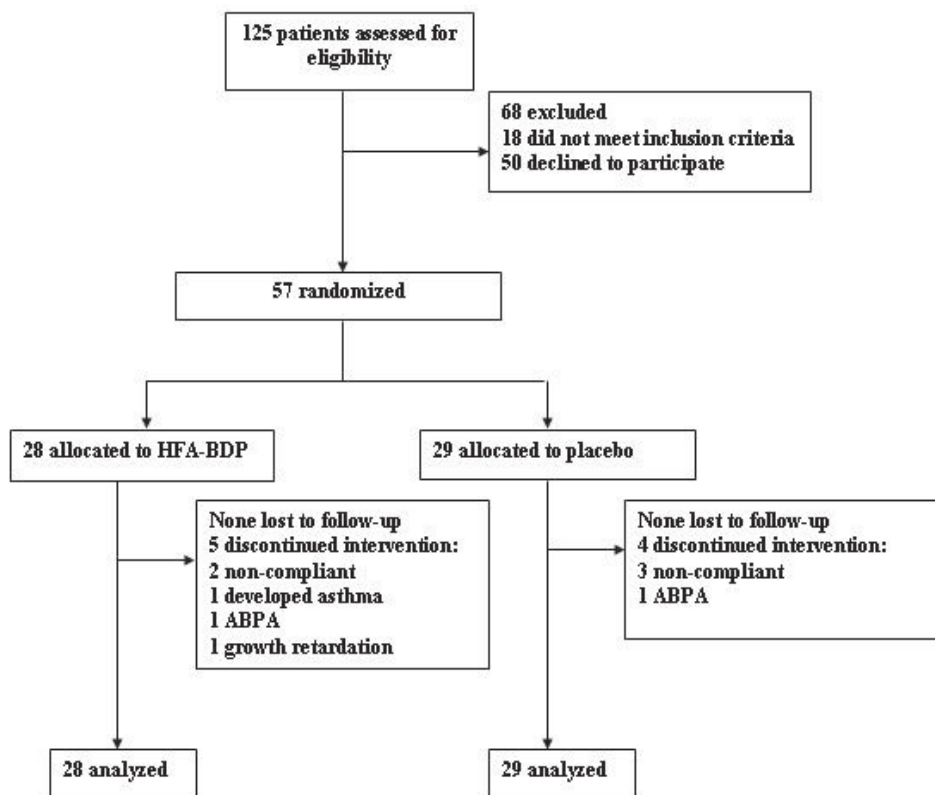 125 patients assessed for
eligibility
68 excluded
18 did not meet inclusion criteria
50 declined to participate
57 randomized
28 allocated to HFA-BDP
29 allocated to placebo
None lost to follow-up
5 discontinued intervention:
2 non-compliant
1 developed asthma
1 ABPA
1 growth retardation
None lost to follow-up
4 discontinued intervention:
3 non-compliant
1 ABPA
28 analyzed
29 analyzed